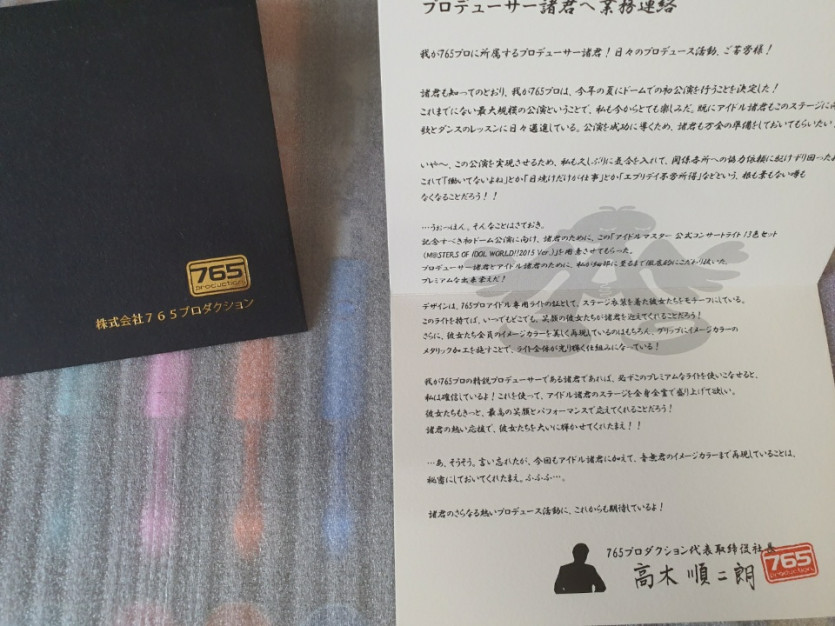 765
production
株式会社765プロダクション
プロデューサー諸君へ業務連絡
我が765プロに所属するプロデューサー諸君!日々のプロデュース活動、ご苦労様!
諸君も知ってのとおり、我が765プロは、今年の夏にドームでの初公演を行うことを決定した!
これまでにない最大規模の公演ということで、私も今からとても楽しみだ。既にアイドル諸君もこのステージに向
歌とダンスのレッスンに日々邁進している。公演を成功に導くため、諸君も万全の準備をしておいてもらいたい
いや~、この公演を実現させるため、私も久しぶりに気合を入れて、関係各所への協力依頼に駆けずり回ったよ
これで「働いてないよね」とか「日焼けだけが仕事」とか「エブリデイ不労所得」などという、根も葉もない噂も
なくなることだろう!!
…うぉっほん。そんなことはさておき。
記念すべき初ドーム公演に向け、諸君のために、この「アイドルマスター 公式コンサートライト 13色セット
(M@STERS OF IDOL WORLD!!2015 Ver.)」を用意させてもらった。
プロデューサー諸君とアイドル諸君のために、私が細部に至るまで徹底的にこだわり抜いた、
プレミアムな出来栄えだ!
デザインは、765プロアイドル専用ライトの証として、ステージ衣装を着た彼女たちをモチーフにしている。
このライトを持てば、いつでもどこでも、笑顔の彼女たちが諸君を迎えてくれることだろう!
さらに、彼女たち全員のイメージカラーを美しく再現しているのはもちろん、グリップにイメージカラーの
メタリック加工を施すことで、ライト全体が光り輝く仕組みになっている!
我が765プロの精鋭プロデューサーである諸君であれば、必ずこのプレミアムなライトを使いこなせると、
私は確信しているよ!これを使って、アイドル諸君のステージを全身全霊で盛り上げて欲しい。
彼女たちもきっと、最高の笑顔とパフォーマンスで応えてくれることだろう!
諸君の熱い応援で、彼女たちを大いに輝かせてくれたまえ!!
…あ、そうそう。言い忘れたが、今回もアイドル諸君に加えて、音無君のイメージカラーまで再現していることは、
秘密にしておいてくれたまえ。ふふふ…。
諸君のさらなる熱いプロデュース活動に、これからも期待しているよ!
765プロダクション代表取締役社長
高木 順二朗
765
production